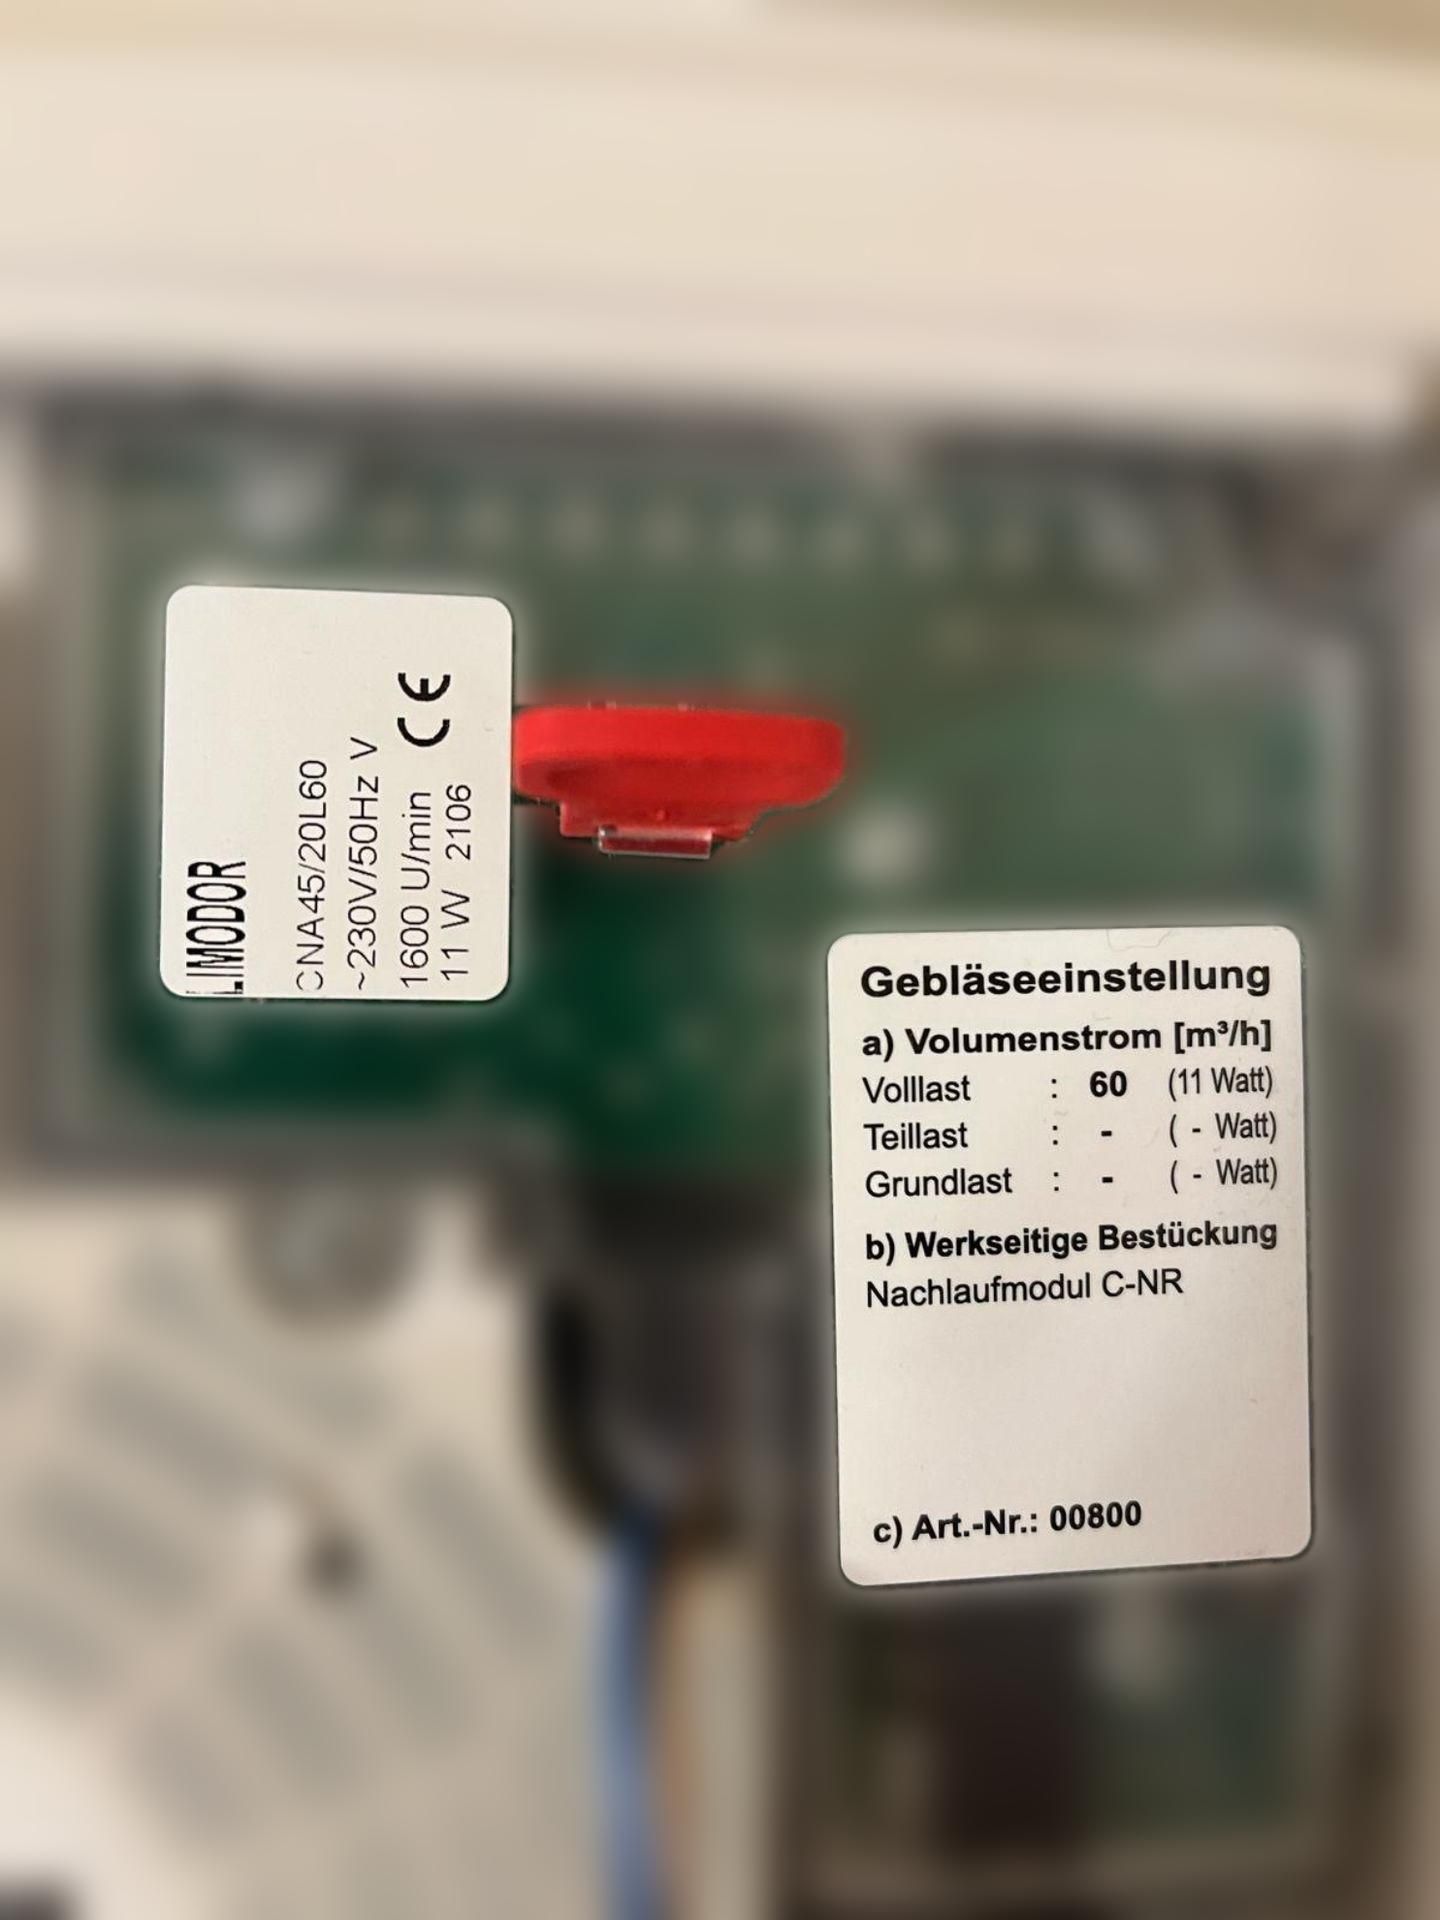 LIMODOR
CNA45/20L60
~230V/50Hz V
1600 U/min CE
11 W 2106
Gebläseeinstellung
a) Volumenstrom [m³/h]
Volllast : 60 (11 Watt)
Teillast : - ( - Watt)
Grundlast : - ( - Watt)
b) Werkseitige Bestückung
Nachlaufmodul C-NR
c) Art.-Nr.: 00800